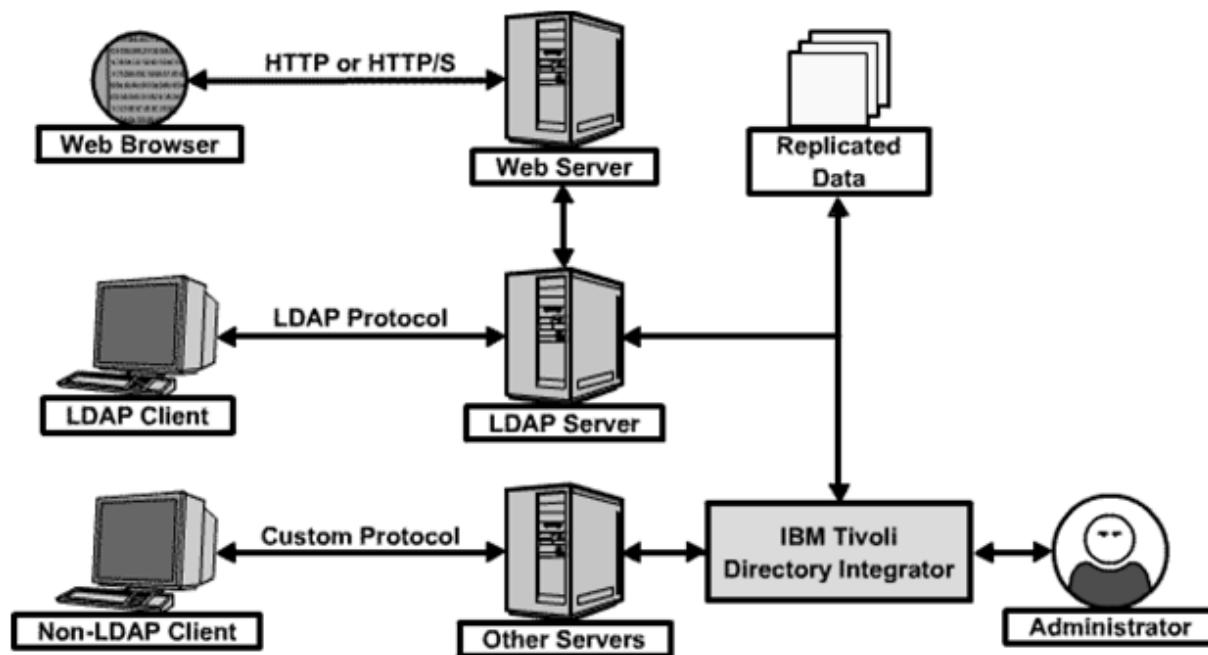 HTTP or HTTP/S
Web Browser
Web Server
Replicated
Data
LDAP Protocol
LDAP Client
LDAP Server
Custom Protocol
IBM Tivoli
Directory Integrator
Non-LDAP Client
Other Servers
Administrator